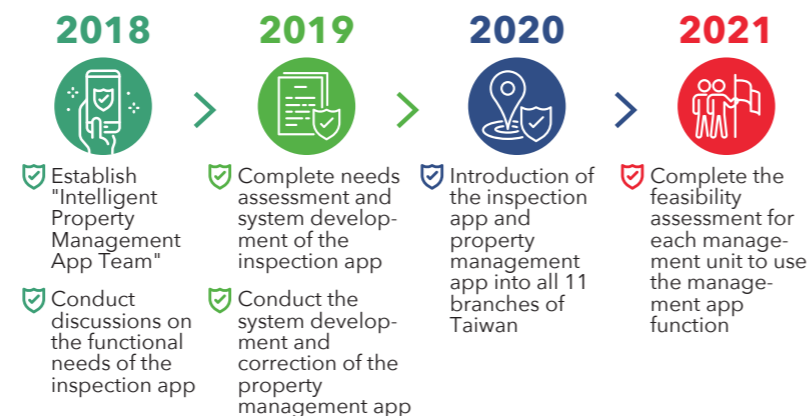 2018
Establish
"Intelligent
Property
Management
App Team"
Conduct
discussions on
the functional
needs of the
inspection app
2019
Complete needs
assessment and
system develop-
ment of the
inspection app
Conduct the
system develop-
ment and
correction of the
property
management app
2020
Introduction of
the inspection
app and
property
management
app into all 11
branches of
Taiwan
2021
Complete the
feasibility
assessment for
each manage-
ment unit to use
the manage-
ment app
function